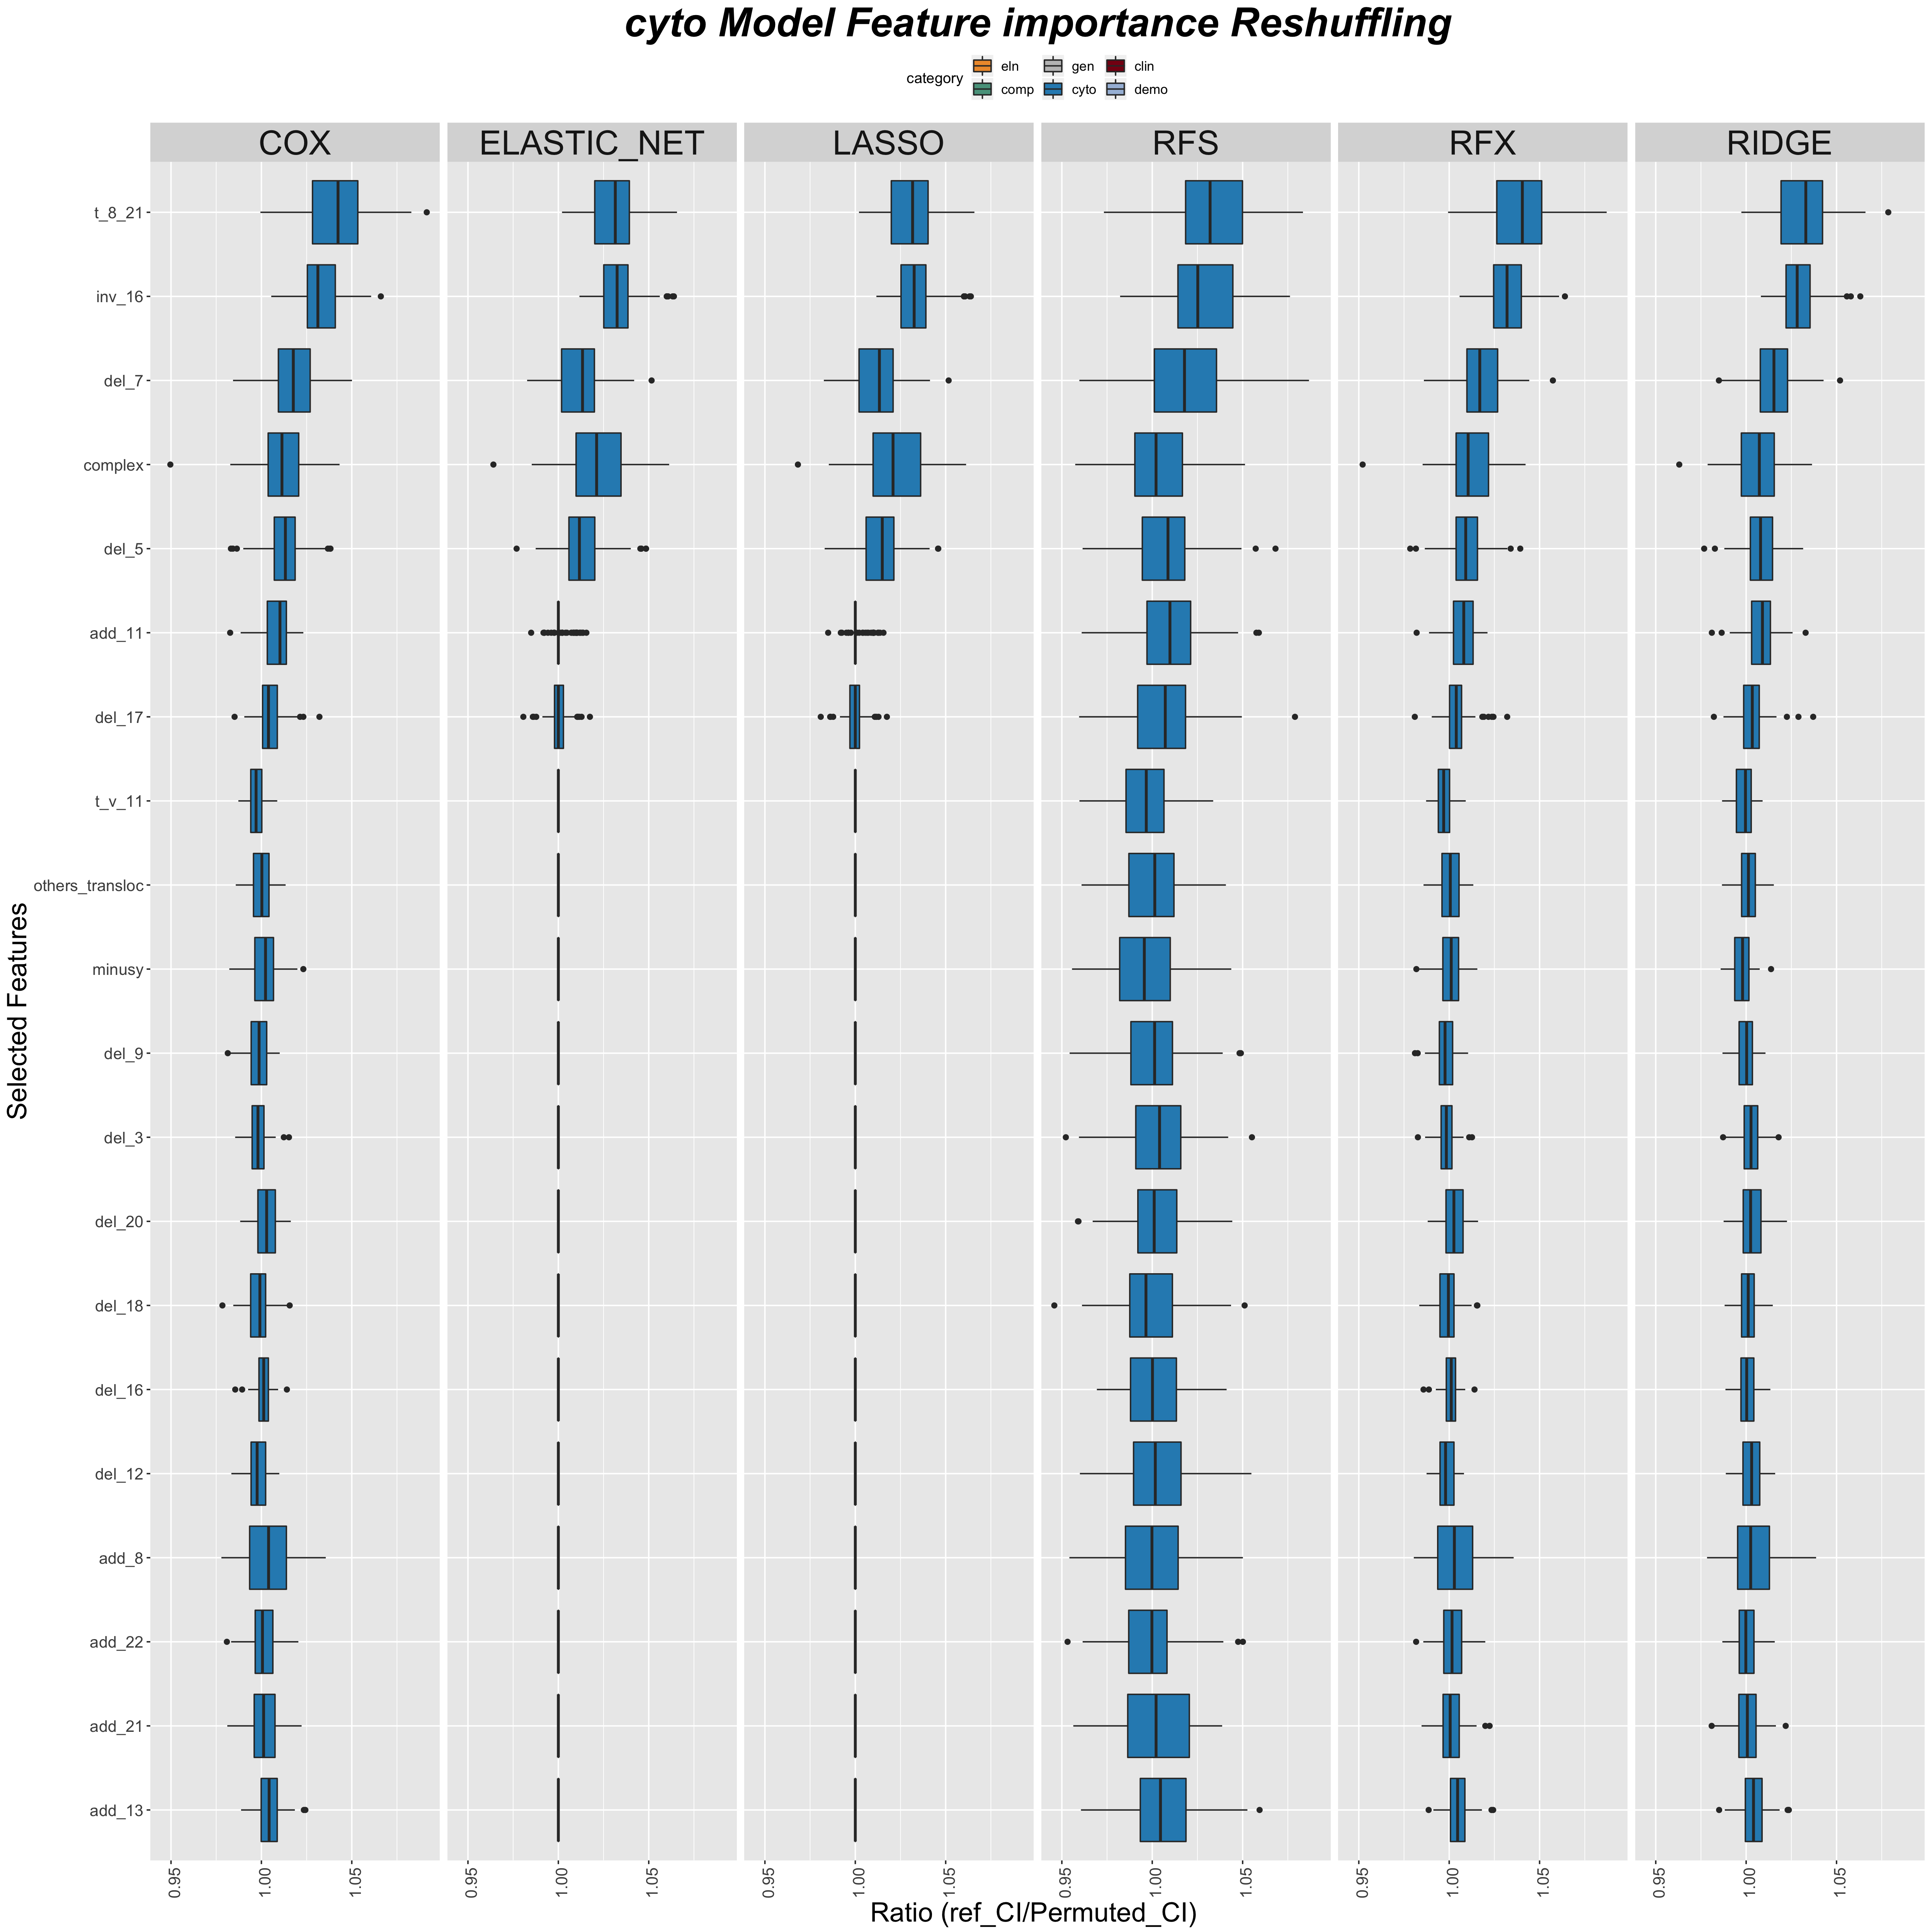 cyto Model Feature importance Reshuffling
category eln gen clin
comp cyto demo
COX ELASTIC_NET LASSO RFS RFX RIDGE
t_8_21
inv_16
del_7
complex
del_5
add_11
del_17
t_v_11
others_transloc
minusy
del_9
del_3
del_20
del_18
del_16
del_12
add_8
add_22
add_21
add_13
Selected Features
0.95 1.00 1.05 0.95 1.00 1.05 0.95 1.00 1.05 0.95 1.00 1.05 0.95 1.00 1.05 0.95 1.00 1.05
Ratio (ref_CI/Permuted_CI)